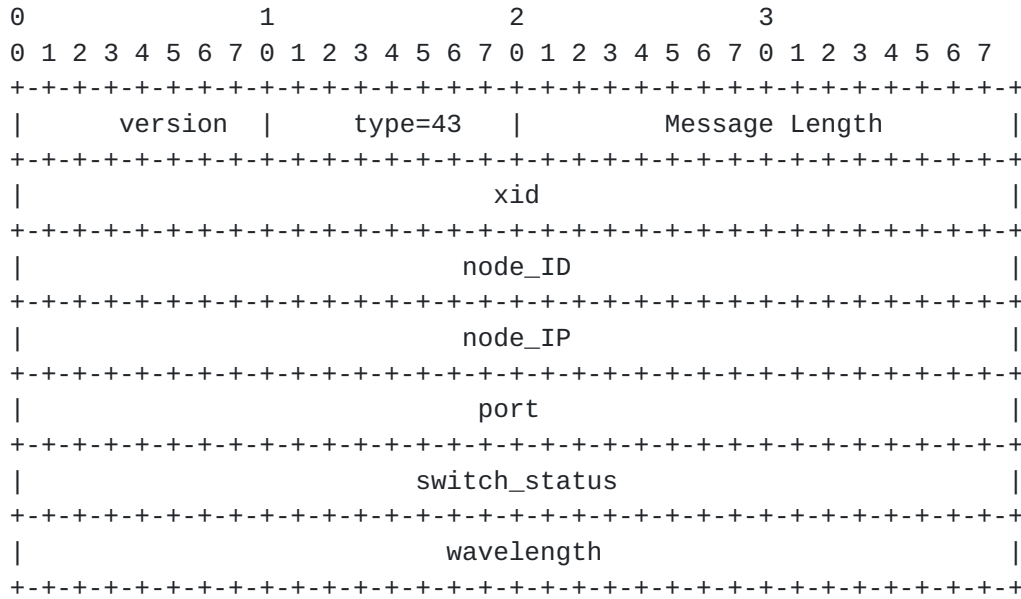 0 1 2 3
0 1 2 3 4 5 6 7 0 1 2 3 4 5 6 7 0 1 2 3 4 5 6 7 0 1 2 3 4 5 6 7
+-+-+-+-+-+-+-+-+-+-+-+-+-+-+-+-+-+-+-+-+-+-+-+-+-+-+-+-+-+-+-+-+
| version | type=43 | Message Length |
+-+-+-+-+-+-+-+-+-+-+-+-+-+-+-+-+-+-+-+-+-+-+-+-+-+-+-+-+-+-+-+-+
| xid |
+-+-+-+-+-+-+-+-+-+-+-+-+-+-+-+-+-+-+-+-+-+-+-+-+-+-+-+-+-+-+-+-+
| node_ID |
+-+-+-+-+-+-+-+-+-+-+-+-+-+-+-+-+-+-+-+-+-+-+-+-+-+-+-+-+-+-+-+-+
| node_IP |
+-+-+-+-+-+-+-+-+-+-+-+-+-+-+-+-+-+-+-+-+-+-+-+-+-+-+-+-+-+-+-+-+
| port |
+-+-+-+-+-+-+-+-+-+-+-+-+-+-+-+-+-+-+-+-+-+-+-+-+-+-+-+-+-+-+-+-+
| switch_status |
+-+-+-+-+-+-+-+-+-+-+-+-+-+-+-+-+-+-+-+-+-+-+-+-+-+-+-+-+-+-+-+-+
| wavelength |
+-+-+-+-+-+-+-+-+-+-+-+-+-+-+-+-+-+-+-+-+-+-+-+-+-+-+-+-+-+-+-+-+